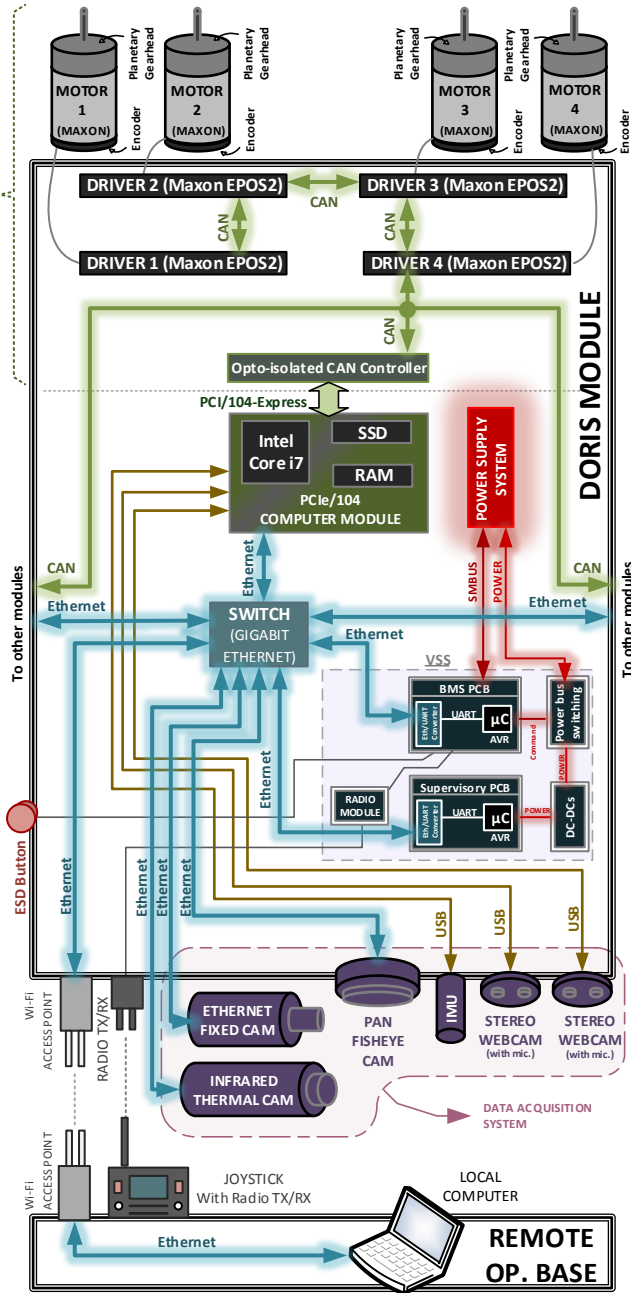 Planetary
Gearhead
Planetary
Gearhead
Planetary
Gearhead
Planetary
Gearhead
MOTOR
1
(MAXON)
Encoder
MOTOR
2
(MAXON)
Encoder
MOTOR
3
(MAXON)
Encoder
MOTOR
4
(MAXON)
Encoder
DRIVER 2 (Maxon EPOS2)
CAN
DRIVER 3 (Maxon EPOS2)
CAN
CAN
DRIVER 1 (Maxon EPOS2)
DRIVER 4 (Maxon EPOS2)
CAN
Opto-isolated CAN Controller
PCI/104-Express
DORIS MODULE
Intel
Core i7
SSD
RAM
PCIe/104
COMPUTER MODULE
POWER SUPPLY
SYSTEM
SMBUS
POWER
CAN
CAN
Ethernet
Ethernet
Ethernet
To other modules
To other modules
SWITCH
(GIGABIT
ETHERNET)
Ethernet
VSS
BMS PCB
Eth/UART
Converter
UART
µC
AVR
Command
Power bus
switching
POWER
Ethernet
RADIO
MODULE
Supervisory PCB
Eth/UART
Converter
UART
µC
AVR
POWER
DC-DCs
ESD Button
Ethernet
Ethernet
Ethernet
Ethernet
USB
USB
USB
Wi-Fi
ACCESS POINT
RADIO TX/RX
ETHERNET
FIXED CAM
PAN
FISHEYE
CAM
IMU
STEREO
WEBCAM
(with mic.)
STEREO
WEBCAM
(with mic.)
INFRARED
THERMAL CAM
DATA ACQUISITION
SYSTEM
Wi-Fi
ACCESS POINT
JOYSTICK
With Radio TX/RX
LOCAL
COMPUTER
Ethernet
REMOTE
OP. BASE